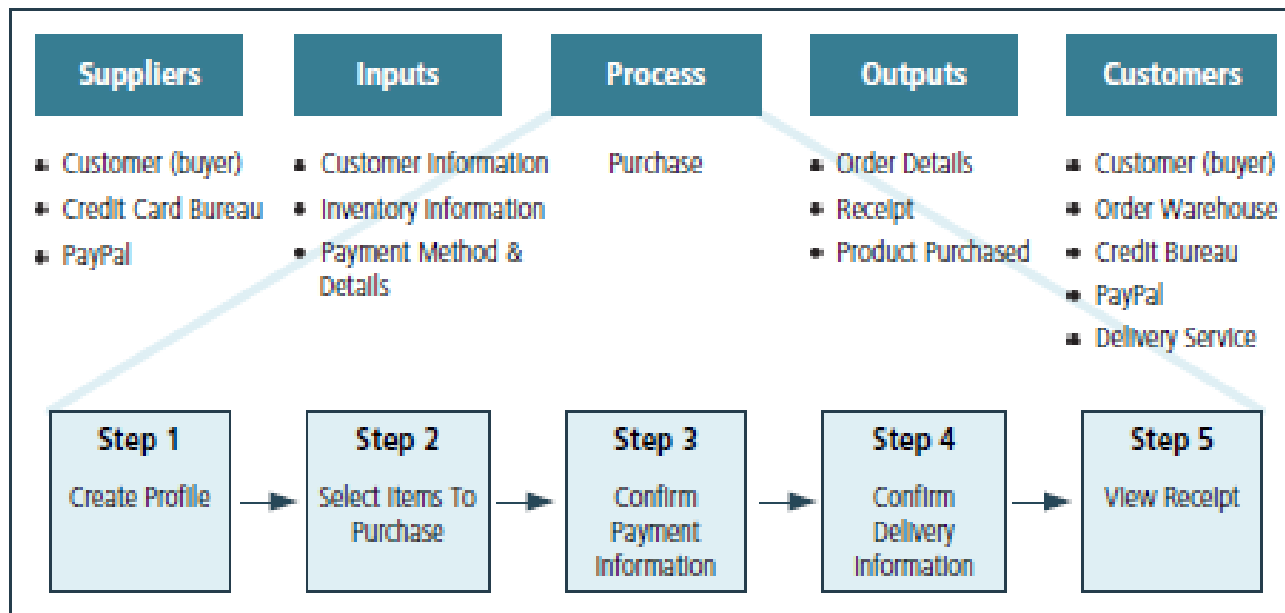 Suppliers
Inputs
Process
Outputs
Customers
Customer (buyer)
Credit Card Bureau
PayPal
Customer Information
Inventory Information
Payment Method &
Details
Purchase
Order Details
Receipt
Product Purchased
Customer (buyer)
Order Warehouse
Credit Bureau
PayPal
Delivery Service
Step 1
Create Profile
Step 2
Select Items To
Purchase
Step 3
Confirm
Payment
Information
Step 4
Confirm
Delivery
Information
Step 5
View Receipt